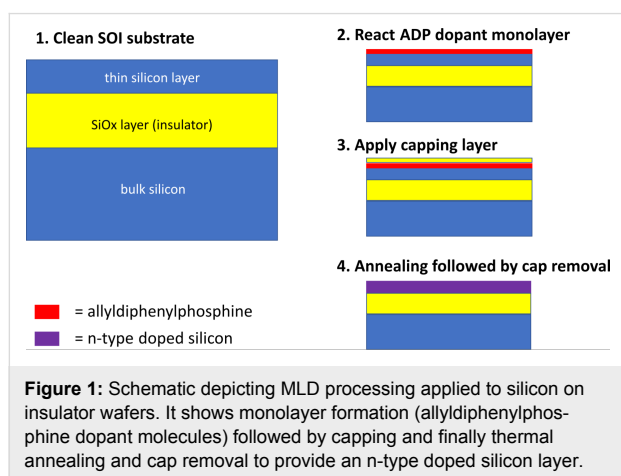 1. Clean SOI substrate
thin silicon layer
SiOx layer (insulator)
bulk silicon
= allyldiphenylphosphine
= n-type doped silicon
2. React ADP dopant monolayer
3. Apply capping layer
4. Annealing followed by cap removal
Figure 1: Schematic depicting MLD processing applied to silicon on
insulator wafers. It shows monolayer formation (allyldiphenylphos-
phine dopant molecules) followed by capping and finally thermal
annealing and cap removal to provide an n-type doped silicon layer.